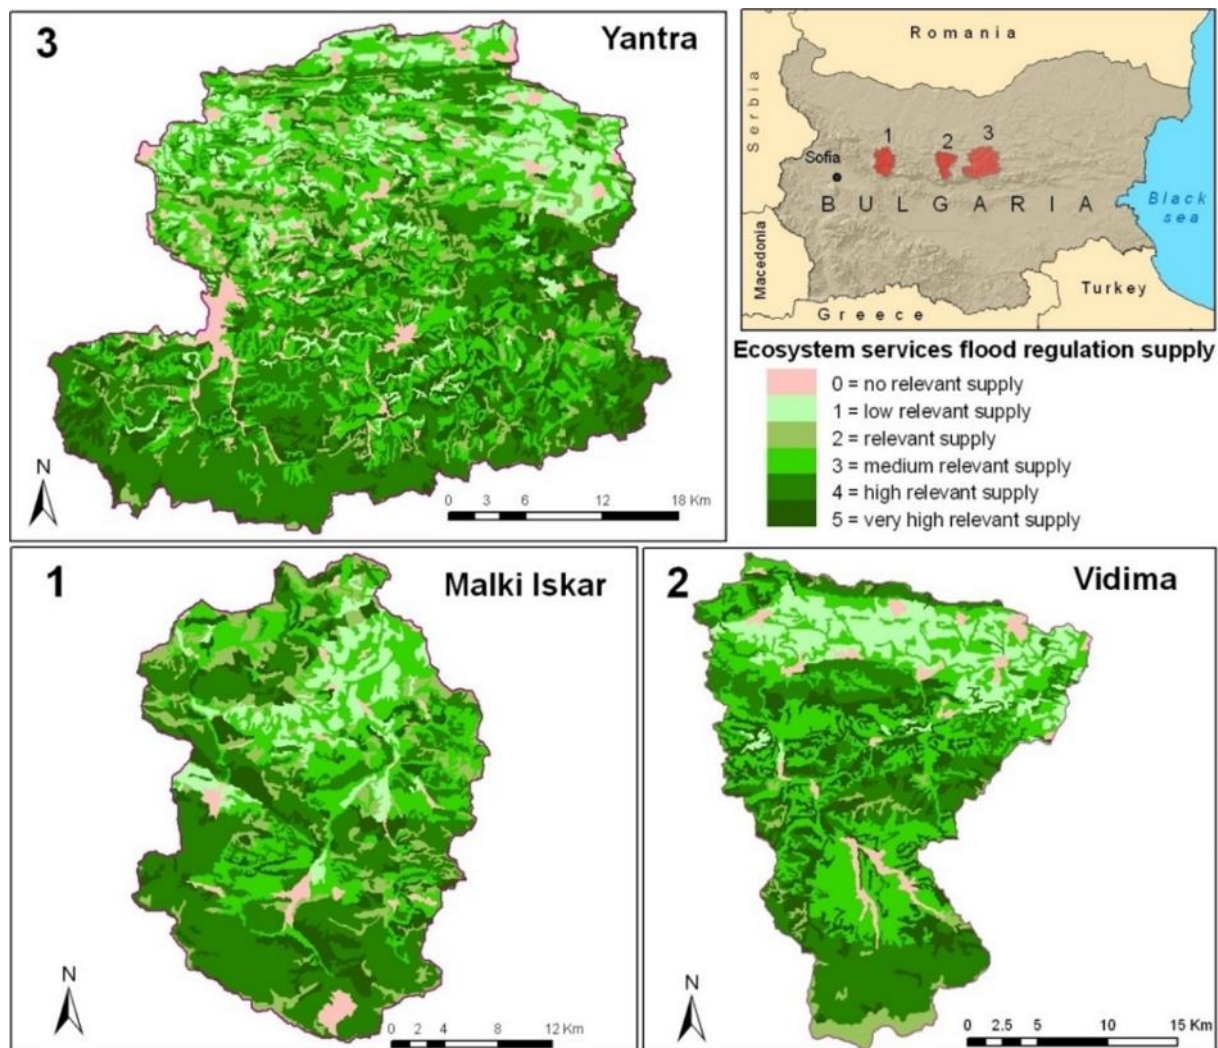 3
Yantra
N
0 3 6 12 18 Km
Romania
Serbia
1
2
3
Sofia
BULGARIA
Black
sea
Macedonia
Turkey
Greece
Ecosystem services flood regulation supply
0 = no relevant supply
1 = low relevant supply
2 = relevant supply
3 = medium relevant supply
4 = high relevant supply
5 = very high relevant supply
1
Malki Iskar
N
0 2 4 8 12 Km
2
Vidima
N
0 2.5 5 10 15 Km